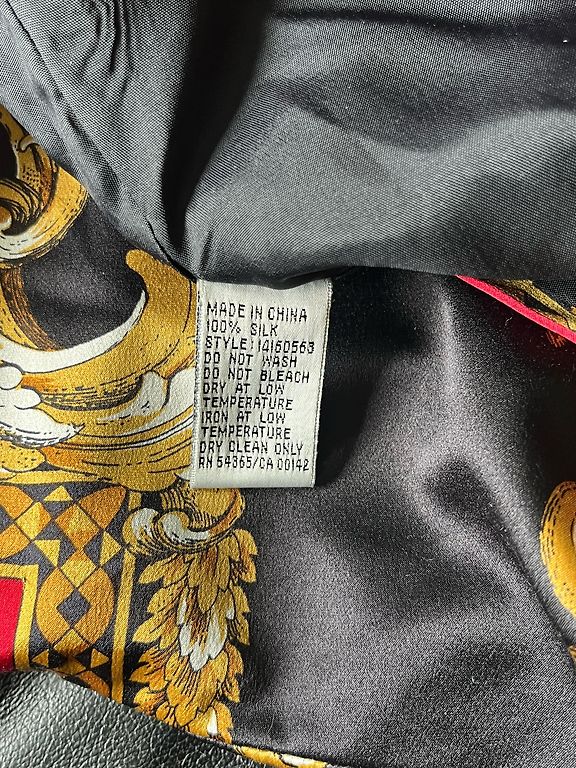 MADE IN CHINA
100% SILK
STYLE: 14160563
DO NOT WASH
DO NOT BLEACH
DRY AT LOW
TEMPERATURE
IRON AT LOW
TEMPERATURE
DRY CLEAN ONLY
RN 54365/CA 00142